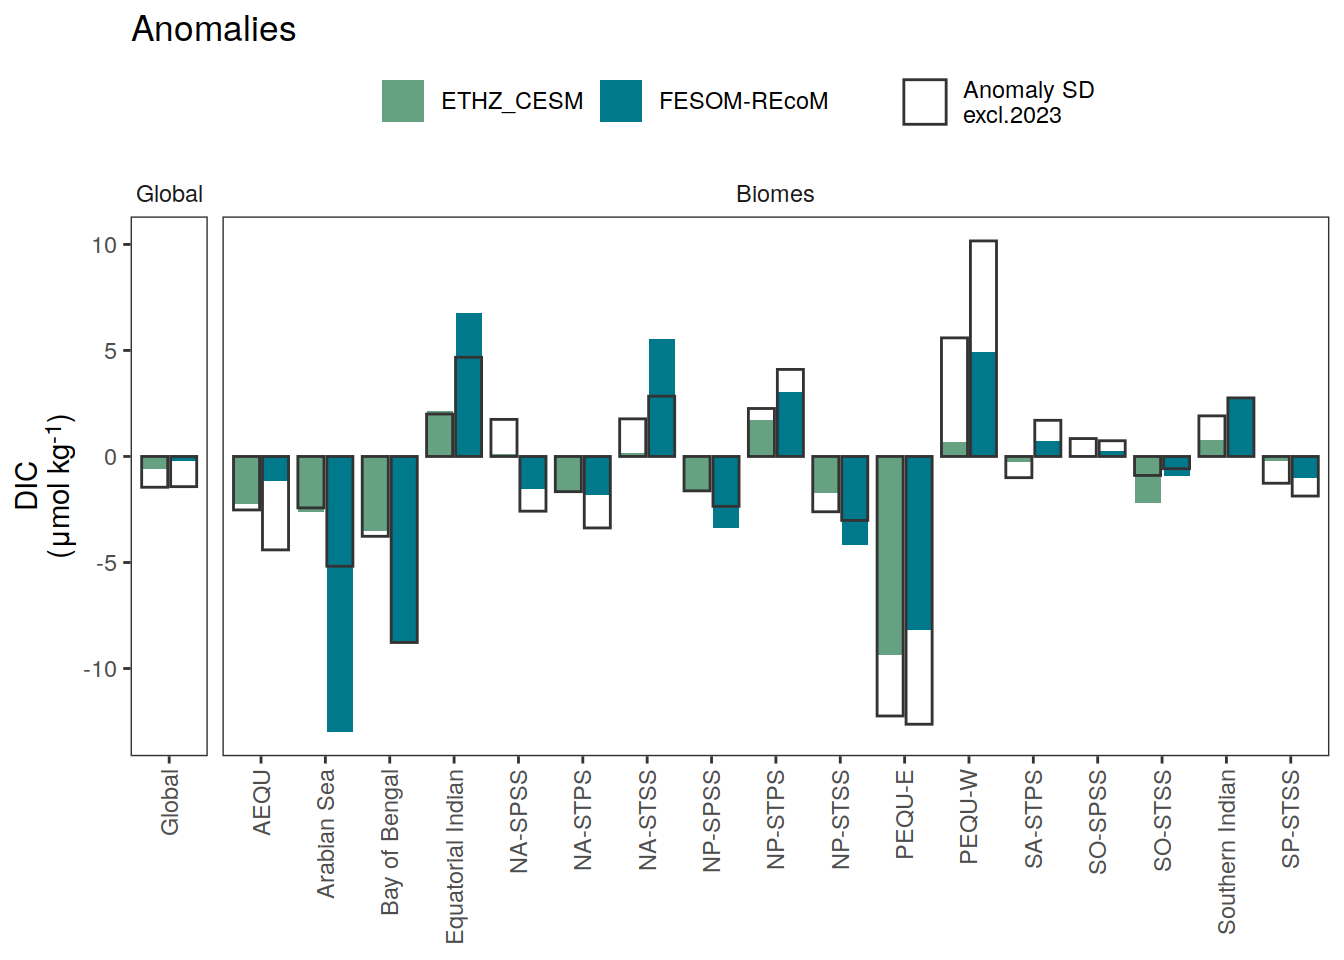 Anomalies
ETHZ_CESM
FESOM-REcoM
Anomaly SD
excl.2023
Global
Biomes
10
5
0
-5
-10
DIC
(μmol kg⁻¹)
Global
AEQU
Arabian Sea
Bay of Bengal
Equatorial Indian
NA-SPSS
NA-STPS
NA-STSS
NP-SPSS
NP-STPS
NP-STSS
PEQU-E
PEQU-W
SA-STPS
SO-SPSS
SO-STSS
Southern Indian
SP-STSS